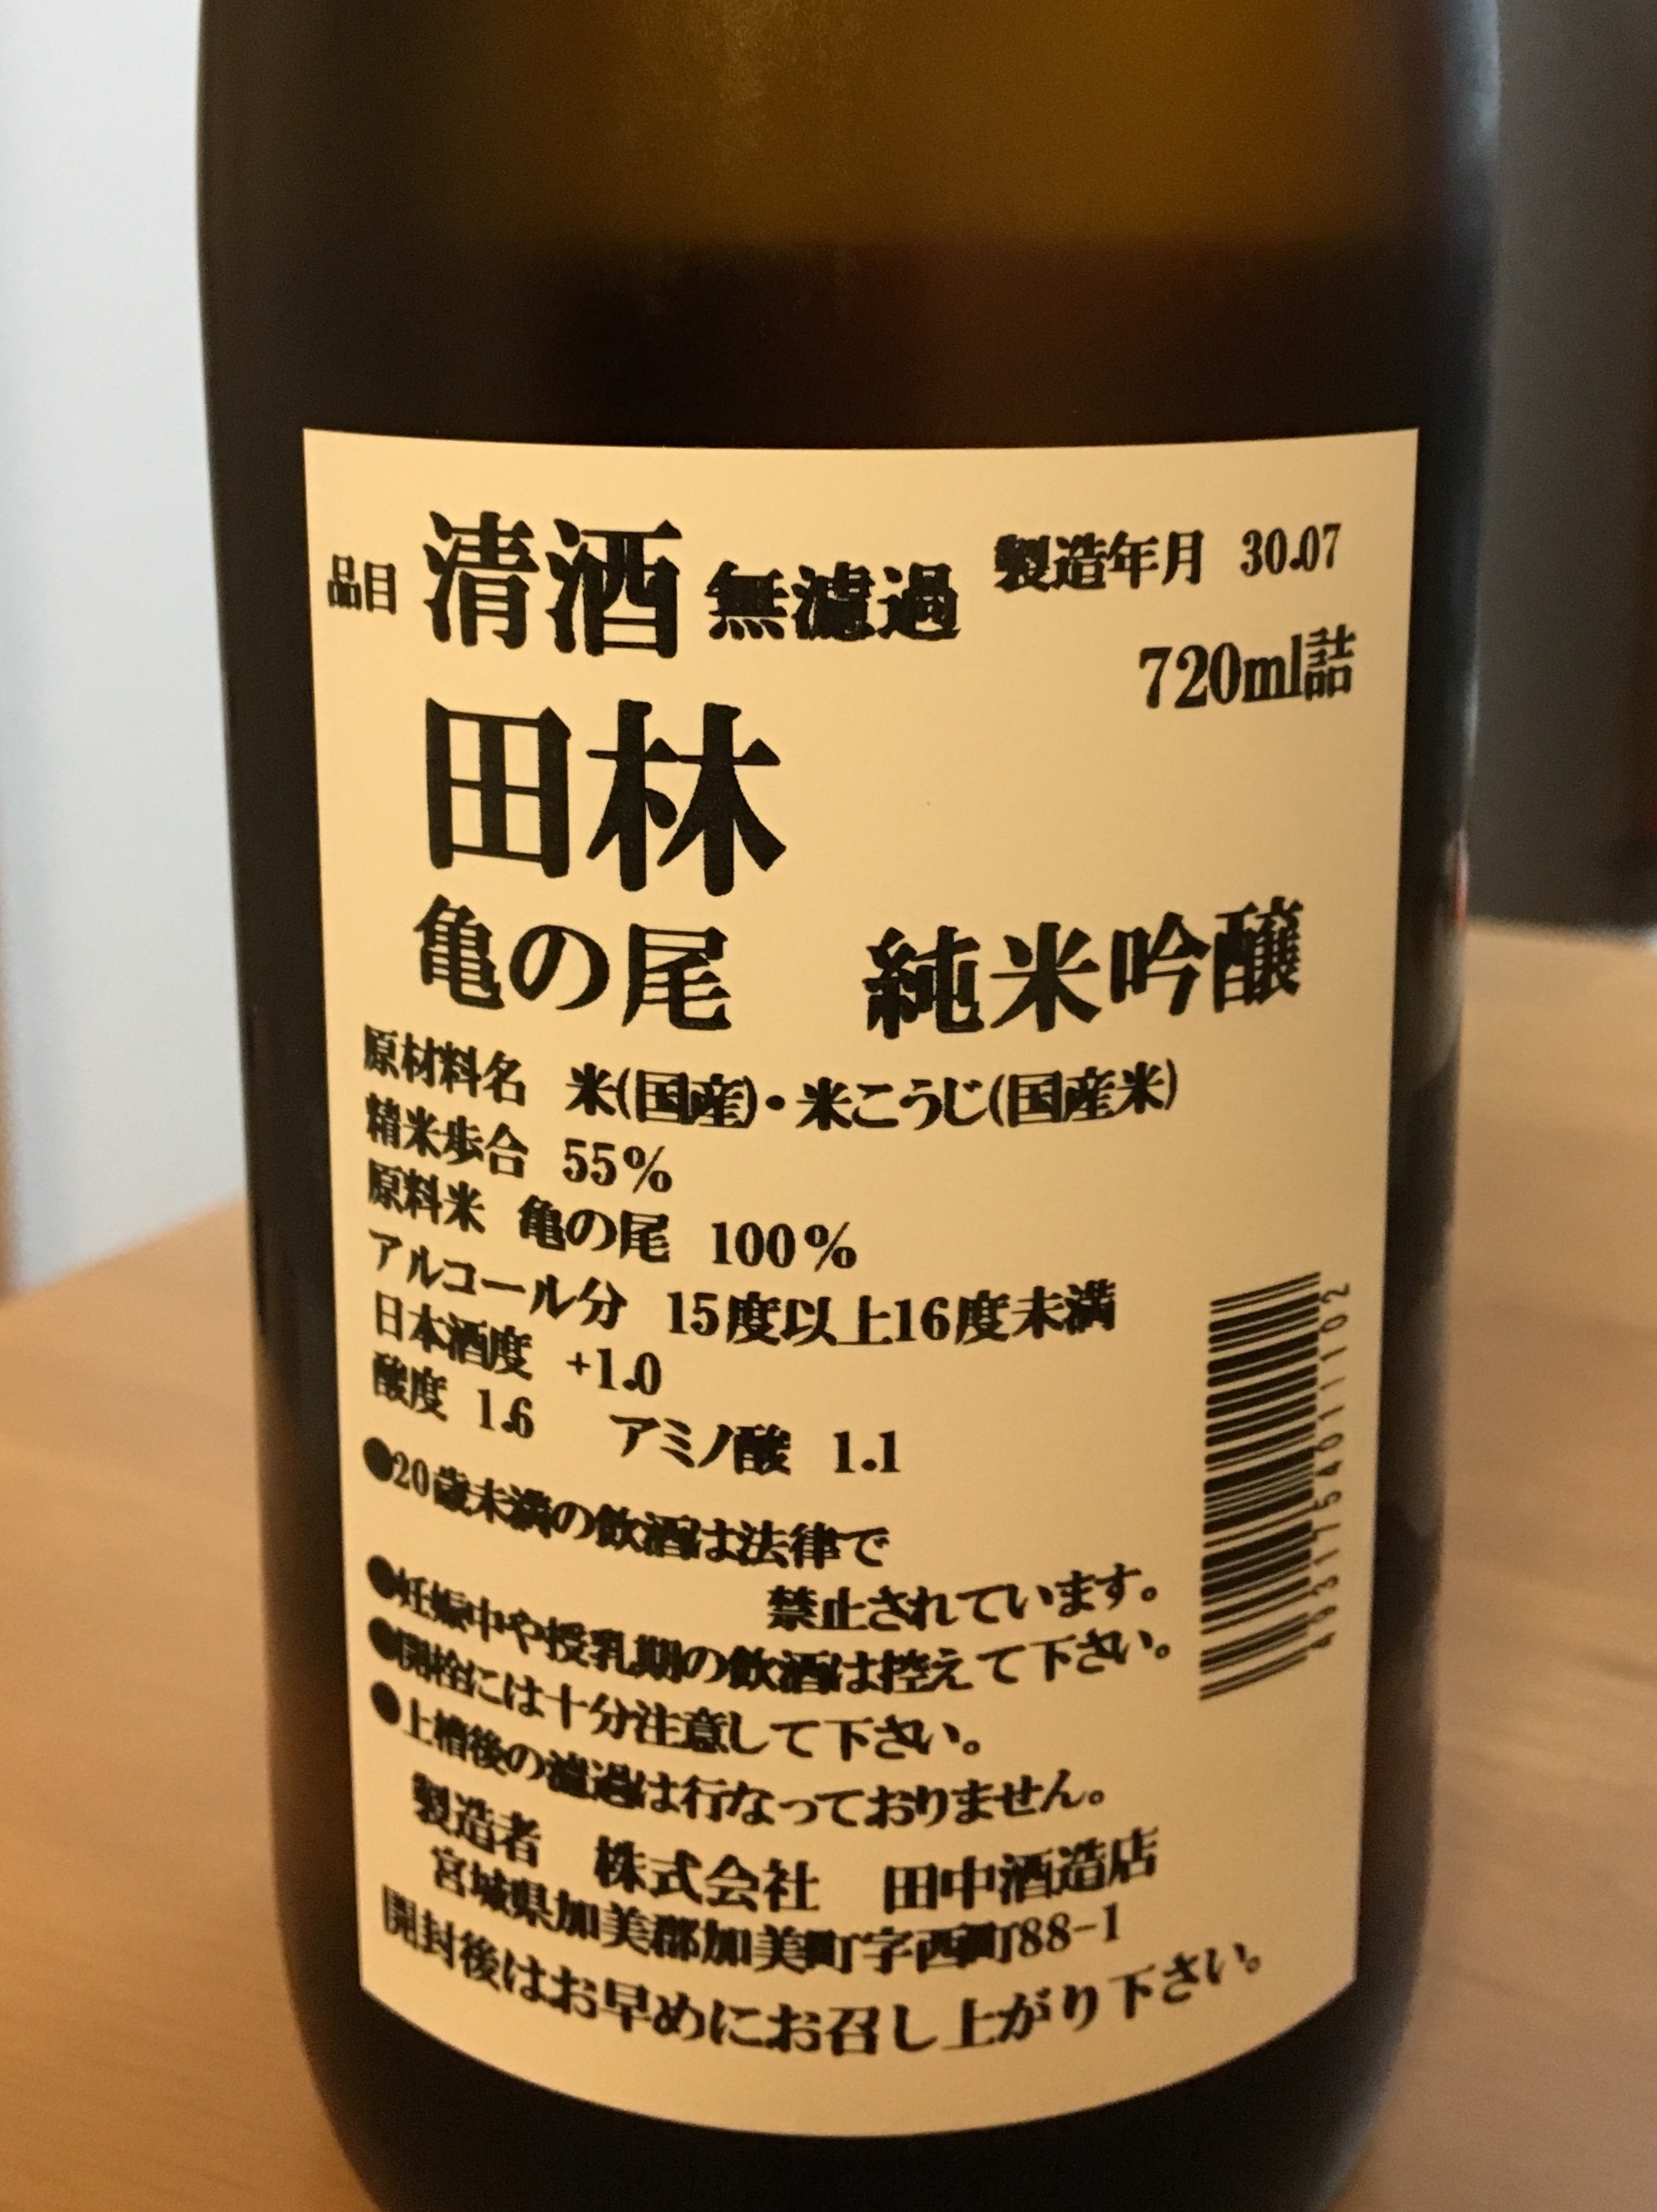 品目 清酒 無濾過 製造年月 30.07
720ml詰
田林
亀の尾 純米吟醸
原材料名 米(国産)・米こうじ(国産米)
精米歩合 55%
原料米 亀の尾 100%
アルコール分 15度以上16度未満
日本酒度 +1.0
酸度 1.6 アミノ酸 1.1
●20歳未満の飲酒は法律で
禁止されています。
●妊娠中や授乳期の飲酒は控えて下さい。
●開栓には十分注意して下さい。
●上槽後の濾過は行なっておりません。
製造者 株式会社 田中酒造店
宮城県加美郡加美町字西町88-1
開封後はお早めにお召し上がり下さい。
4931175401102